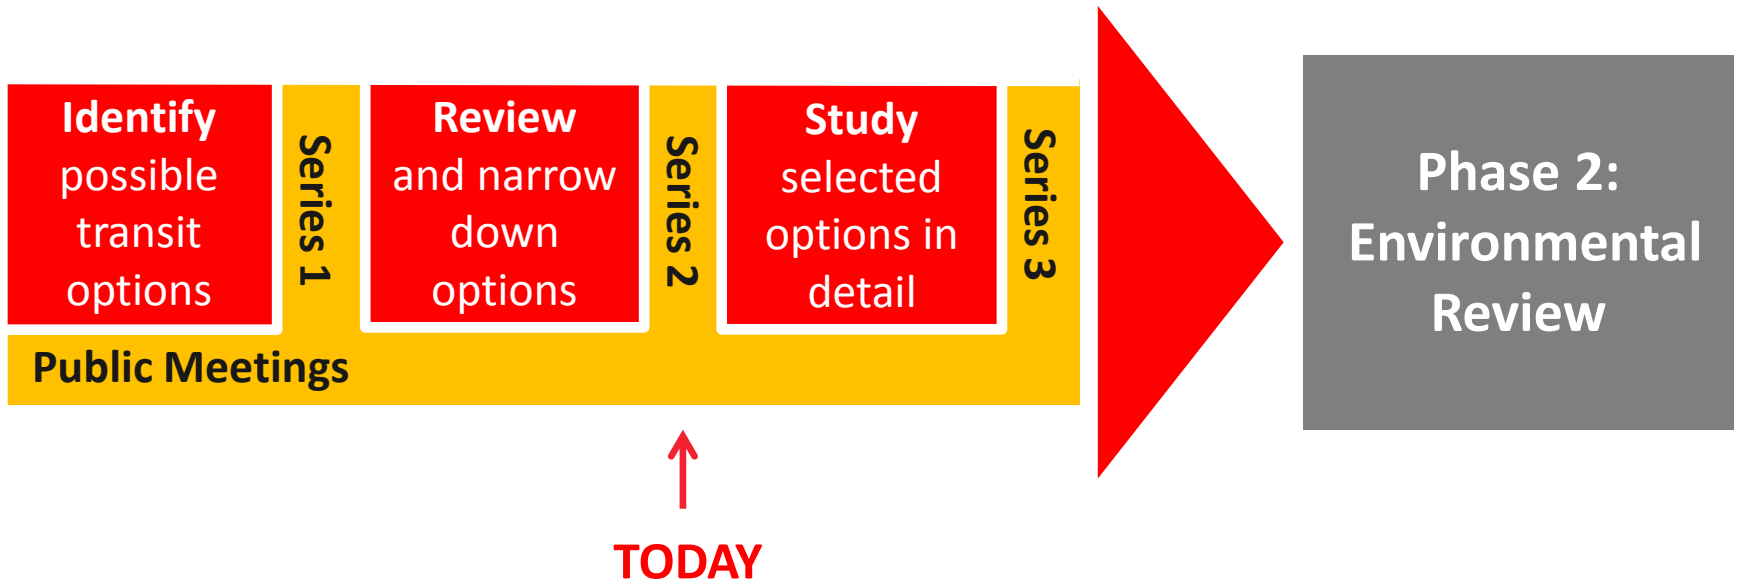 Identify
possible
transit
options
Series 1
Review
and narrow
down
options
Series 2
Study
selected
options in
detail
Series 3
Public Meetings
TODAY
Phase 2:
Environmental
Review